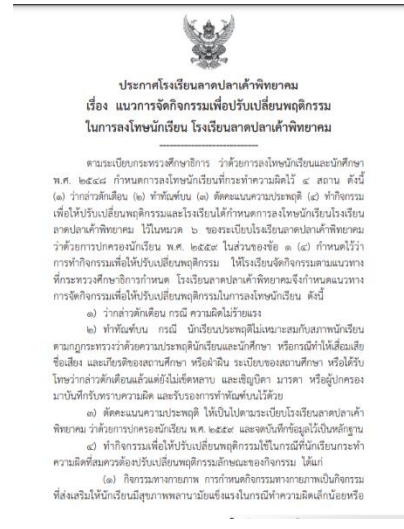 ประกาศโรงเรียนลาดปลาเค้าพิทยาคม
เรื่อง แนวการจัดกิจกรรมเพื่อปรับเปลี่ยนพฤติกรรม
ในการลงโทษนักเรียน โรงเรียนลาดปลาเค้าพิทยาคม
ตามระเบียบกระทรวงศึกษาธิการ ว่าด้วยการลงโทษนักเรียนและนักศึกษา
พ.ศ. ๒๕๔๘ กำหนดการลงโทษนักเรียนที่กระทำความผิดไว้ ๔ สถาน ดังนี้
(๑) ว่ากล่าวตักเตือน (๒) ทำทัณฑ์บน (๓) ตัดคะแนนความประพฤติ (๔) ทำกิจกรรม
เพื่อให้ปรับเปลี่ยนพฤติกรรมและโรงเรียนได้กำหนดการลงโทษนักเรียนโรงเรียน
ลาดปลาเค้าพิทยาคม ไว้ในหมวด ๖ ของระเบียบโรงเรียนลาดปลาเค้าพิทยาคม
ว่าด้วยการปกครองนักเรียน พ.ศ. ๒๕๕๙ ในส่วนของข้อ ๑ (๔) กำหนดไว้ว่า
การทำกิจกรรมเพื่อให้ปรับเปลี่ยนพฤติกรรม ให้โรงเรียนจัดกิจกรรมตามแนวทาง
ที่กระทรวงศึกษาธิการกำหนด โรงเรียนลาดปลาเค้าพิทยาคมจึงกำหนดแนวทาง
การจัดกิจกรรมเพื่อให้ปรับเปลี่ยนพฤติกรรมในการลงโทษนักเรียน ดังนี้
๑) ว่ากล่าวตักเตือน กรณี ความผิดไม่ร้ายแรง
๒) ทำทัณฑ์บน กรณี นักเรียนประพฤติไม่เหมาะสมกับสภาพนักเรียน
ตามกฎกระทรวงว่าด้วยความประพฤตินักเรียนและนักศึกษา หรือกรณีทำให้เสื่อมเสีย
ชื่อเสียง และเกียรติของสถานศึกษา หรือฝ่าฝืน ระเบียบของสถานศึกษา หรือได้รับ
โทษว่ากล่าวตักเตือนแล้วแต่ยังไม่เข็ดหลาบ และเชิญบิดา มารดา หรือผู้ปกครอง
มาบันทึกรับทราบความผิด และรับรองการทำทัณฑ์บนไว้ด้วย
๓) ตัดคะแนนความประพฤติ ให้เป็นไปตามระเบียบโรงเรียนลาดปลาเค้า
พิทยาคม ว่าด้วยการปกครองนักเรียน พ.ศ. ๒๕๕๙ และจดบันทึกข้อมูลไว้เป็นหลักฐาน
๔) ทำกิจกรรมเพื่อให้ปรับเปลี่ยนพฤติกรรมใช้ในกรณีที่นักเรียนกระทำ
ความผิดที่สมควรต้องปรับเปลี่ยนพฤติกรรมลักษณะของกิจกรรม ได้แก่
(๑) กิจกรรมทางกายภาพ การกำหนดกิจกรรมทางกายภาพเป็นกิจกรรม
ที่ส่งเสริมให้นักเรียนมีสุขภาพพลานามัยแข็งแรงในกรณีทำความผิดเล็กน้อยหรือ